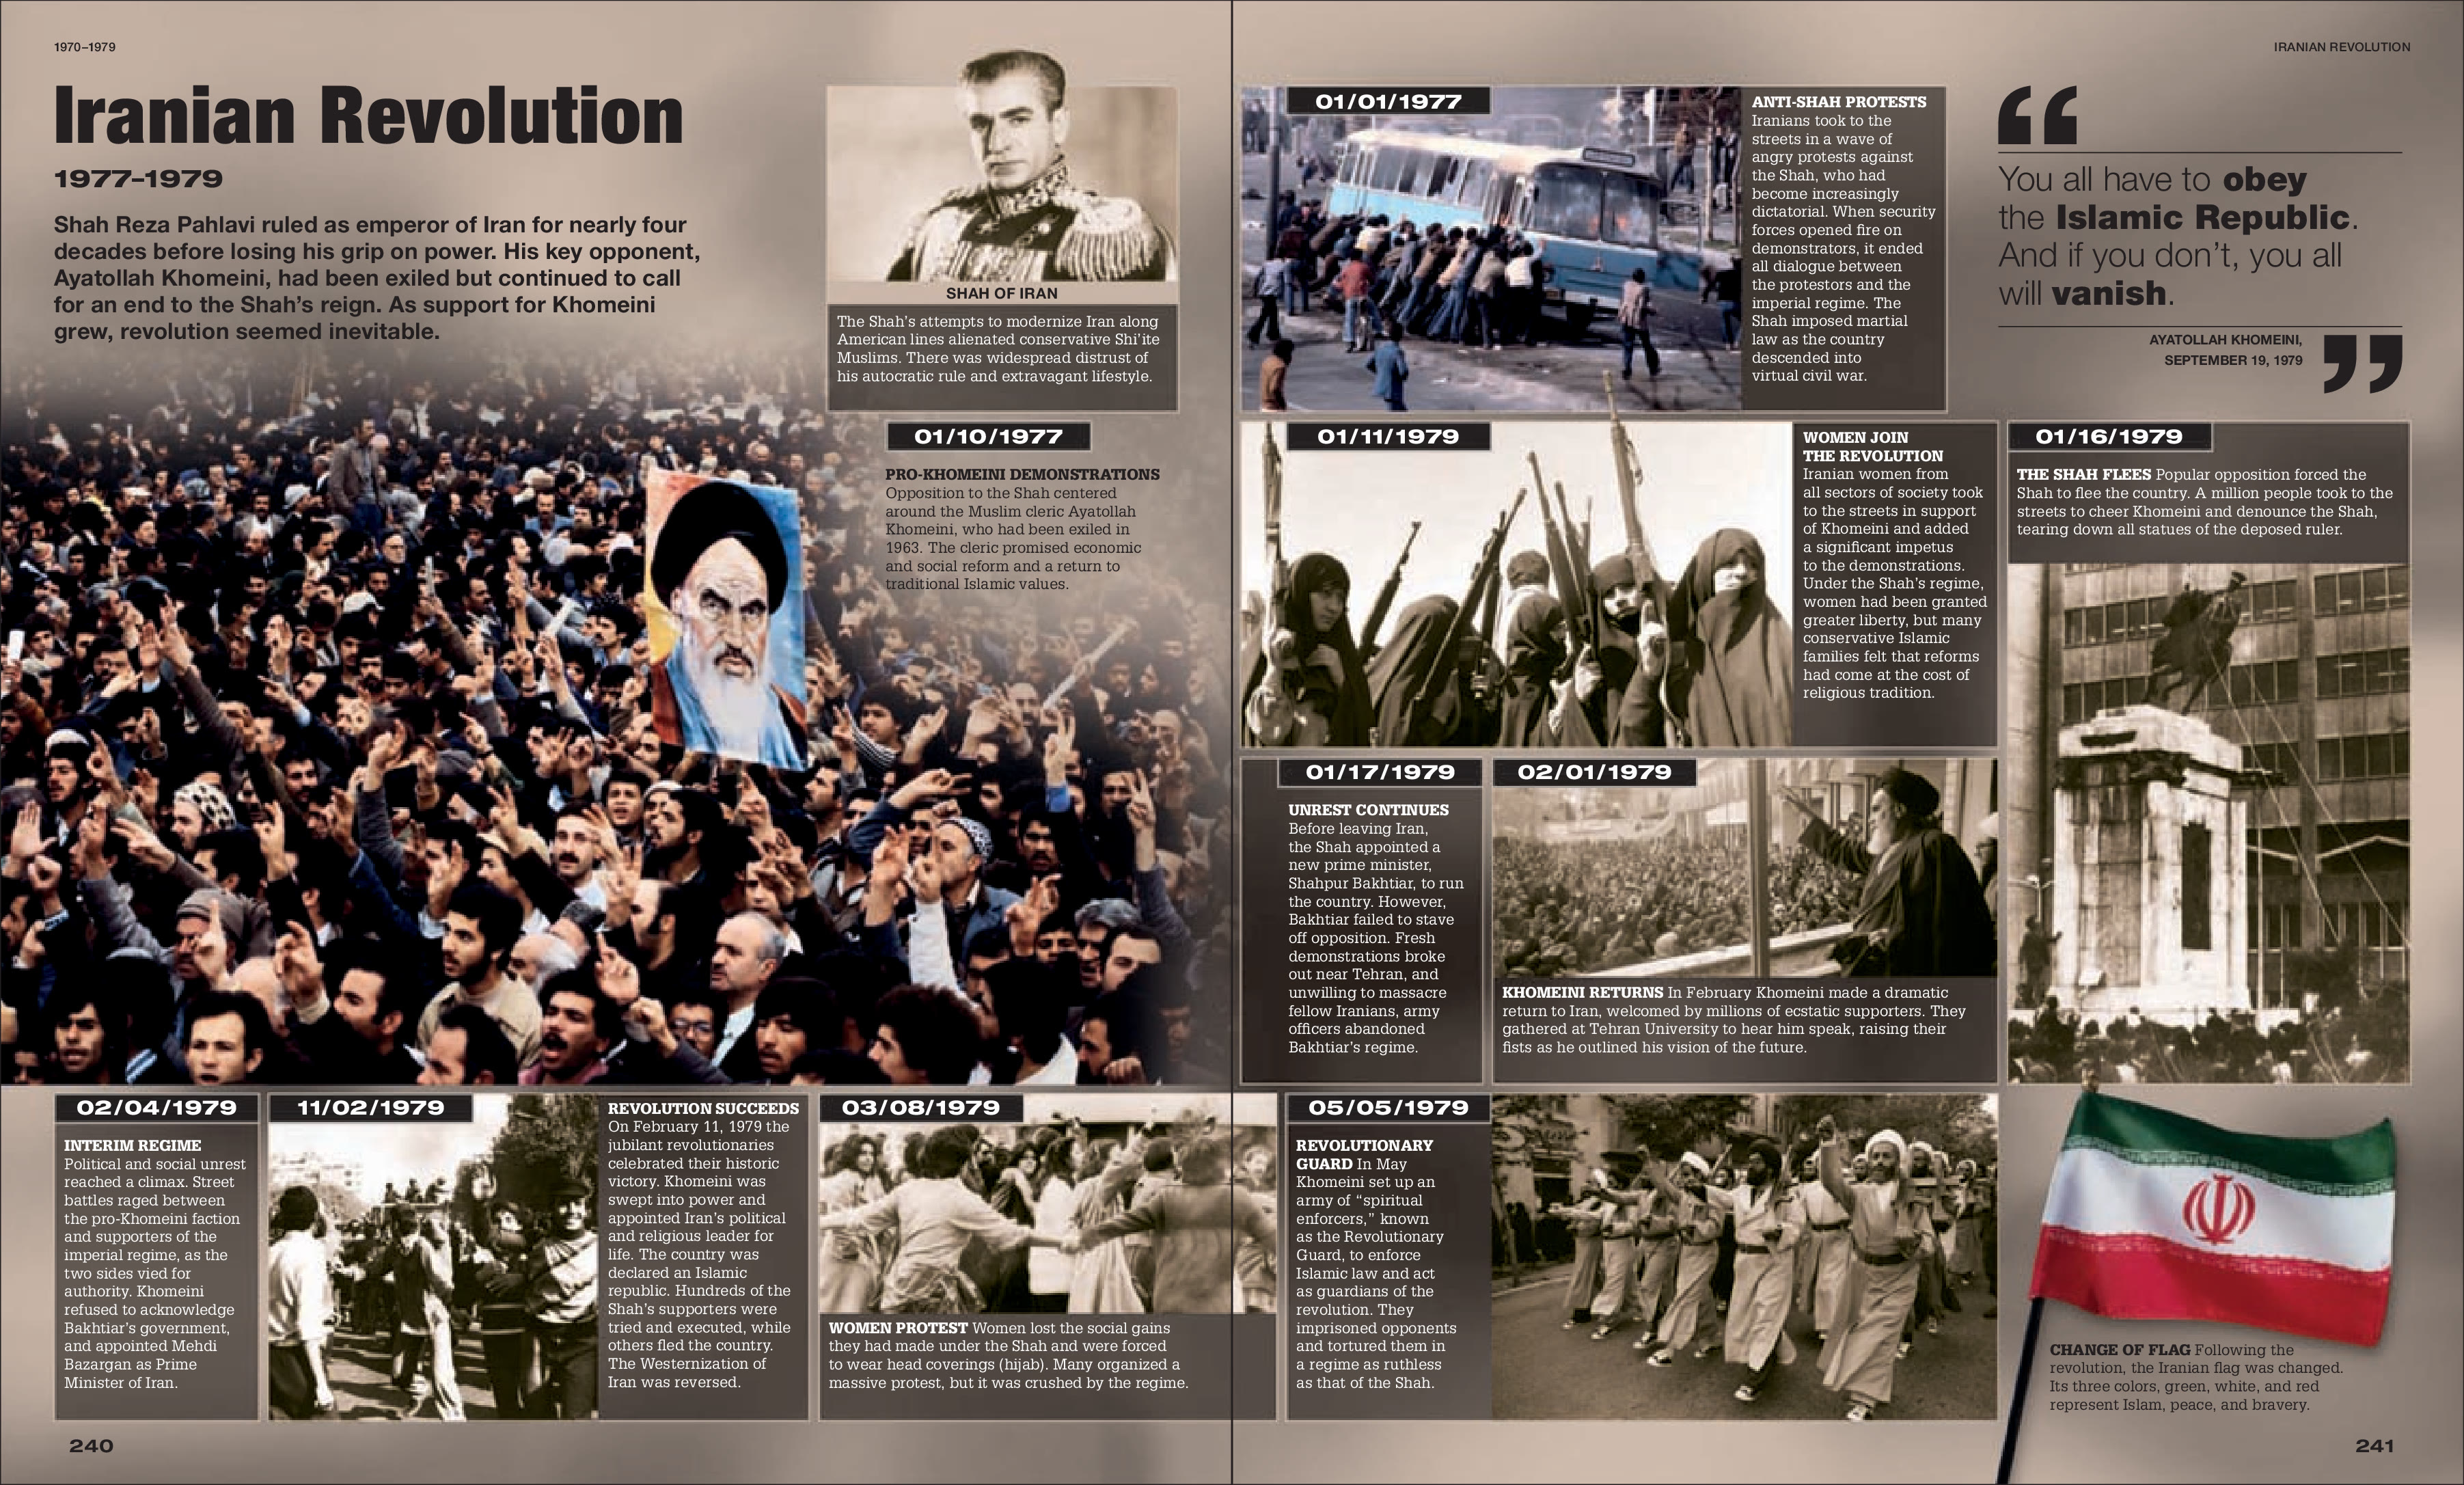 1970–1979
IRANIAN REVOLUTION
Iranian Revolution
1977–1979
Shah Reza Pahlavi ruled as emperor of Iran for nearly four
decades before losing his grip on power. His key opponent,
Ayatollah Khomeini, had been exiled but continued to call
for an end to the Shah’s reign. As support for Khomeini
grew, revolution seemed inevitable.
SHAH OF IRAN
The Shah’s attempts to modernize Iran along
American lines alienated conservative Shi’ite
Muslims. There was widespread distrust of
his autocratic rule and extravagant lifestyle.
01/10/1977
PRO-KHOMEINI DEMONSTRATIONS
Opposition to the Shah centered
around the Muslim cleric Ayatollah
Khomeini, who had been exiled in
1963. The cleric promised economic
and social reform and a return to
traditional Islamic values.
01/01/1977
ANTI-SHAH PROTESTS
Iranians took to the
streets in a wave of
angry protests against
the Shah, who had
become increasingly
dictatorial. When security
forces opened fire on
demonstrators, it ended
all dialogue between
the protestors and the
imperial regime. The
Shah imposed martial
law as the country
descended into
virtual civil war.
“
You all have to obey
the Islamic Republic.
And if you don’t, you all
will vanish.
AYATOLLAH KHOMEINI,
SEPTEMBER 19, 1979
”
01/11/1979
WOMEN JOIN
THE REVOLUTION
Iranian women from
all sectors of society took
to the streets in support
of Khomeini and added
a significant impetus
to the demonstrations.
Under the Shah’s regime,
women had been granted
greater liberty, but many
conservative Islamic
families felt that reforms
had come at the cost of
religious tradition.
01/16/1979
THE SHAH FLEES Popular opposition forced the
Shah to flee the country. A million people took to the
streets to cheer Khomeini and denounce the Shah,
tearing down all statues of the deposed ruler.
01/17/1979
UNREST CONTINUES
Before leaving Iran,
the Shah appointed a
new prime minister,
Shahpur Bakhtiar, to run
the country. However,
Bakhtiar failed to stave
off opposition. Fresh
demonstrations broke
out near Tehran, and
unwilling to massacre
fellow Iranians, army
officers abandoned
Bakhtiar’s regime.
02/01/1979
KHOMEINI RETURNS In February Khomeini made a dramatic
return to Iran, welcomed by millions of ecstatic supporters. They
gathered at Tehran University to hear him speak, raising their
fists as he outlined his vision of the future.
02/04/1979
INTERIM REGIME
Political and social unrest
reached a climax. Street
battles raged between
the pro-Khomeini faction
and supporters of the
imperial regime, as the
two sides vied for
authority. Khomeini
refused to acknowledge
Bakhtiar’s government,
and appointed Mehdi
Bazargan as Prime
Minister of Iran.
11/02/1979
REVOLUTION SUCCEEDS
On February 11, 1979 the
jubilant revolutionaries
celebrated their historic
victory. Khomeini was
swept into power and
appointed Iran’s political
and religious leader for
life. The country was
declared an Islamic
republic. Hundreds of the
Shah’s supporters were
tried and executed, while
others fled the country.
The Westernization of
Iran was reversed.
03/08/1979
WOMEN PROTEST Women lost the social gains
they had made under the Shah and were forced
to wear head coverings (hijab). Many organized a
massive protest, but it was crushed by the regime.
05/05/1979
REVOLUTIONARY
GUARD In May
Khomeini set up an
army of “spiritual
enforcers,” known
as the Revolutionary
Guard, to enforce
Islamic law and act
as guardians of the
revolution. They
imprisoned opponents
and tortured them in
a regime as ruthless
as that of the Shah.
CHANGE OF FLAG Following the
revolution, the Iranian flag was changed.
Its three colors, green, white, and red
represent Islam, peace, and bravery.
240
241